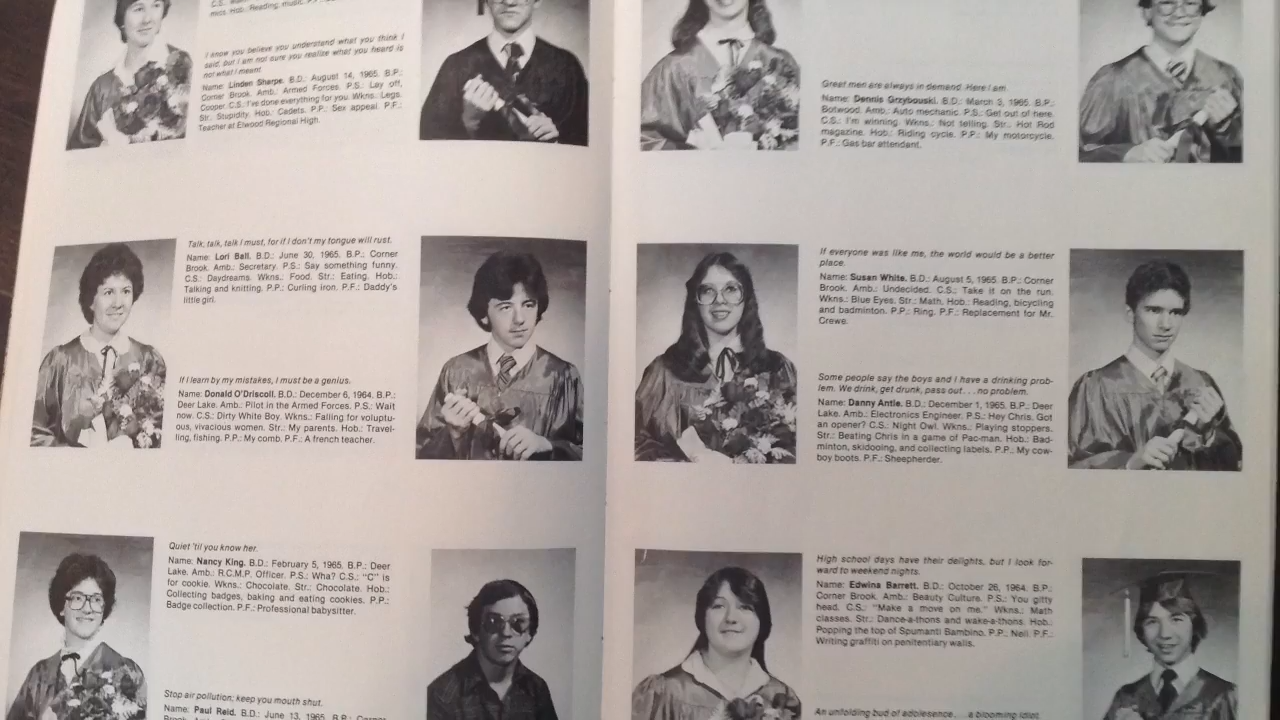 mics. Hob.: Reading, music.
I know you believe you understand what you think I
said, but I am not sure you realize what you heard is
not what I meant.
Name: Linden Sharpe. B.D.: August 14, 1965. B.P.:
Corner Brook. Amb.: Armed Forces. P.S.: Lay off,
Cooper. C.S.: I've done everything for you. Wkns.: Legs.
Str.: Stupidity. Hob.: Cadets. P.P.: Sex appeal. P.F.:
Teacher at Elwood Regional High.
Talk, talk, talk I must, for if I don't my tongue will rust.
Name: Lori Ball. B.D.: June 30, 1965. B.P.: Corner
Brook. Amb.: Secretary. P.S.: Say something funny.
C.S.: Daydreams. Wkns.: Food. Str.: Eating. Hob.:
Talking and knitting. P.P.: Curling iron. P.F.: Daddy's
little girl.
If I learn by my mistakes, I must be a genius.
Name: Donald O'Driscoll. B.D.: December 6, 1964. B.P.:
Deer Lake. Amb.: Pilot in the Armed Forces. P.S.: Wait
now. C.S.: Dirty White Boy. Wkns.: Falling for voluptu-
ous, vivacious women. Str.: My parents. Hob.: Travel-
ling, fishing. P.P.: My comb. P.F.: A french teacher.
Quiet 'til you know her.
Name: Nancy King. B.D.: February 5, 1965. B.P.: Deer
Lake. Amb.: R.C.M.P. Officer. P.S.: Wha? C.S.: "C" is
for cookie. Wkns.: Chocolate. Str.: Chocolate. Hob.:
Collecting badges, baking and eating cookies. P.P.:
Badge collection. P.F.: Professional babysitter.
Stop air pollution; keep you mouth shut.
Name: Paul Reid. B.D.: June 13, 1965. B.P.: Corner
Great men are always in demand. Here I am.
Name: Dennis Grzybouski. B.D.: March 3, 1965. B.P.:
Botwood. Amb.: Auto mechanic. P.S.: Get out of here.
C.S.: I'm winning. Wkns.: Not telling. Str.: Hot Rod
magazine. Hob.: Riding cycle. P.P.: My motorcycle.
P.F.: Gas bar attendant.
If everyone was like me, the world would be a better
place.
Name: Susan White. B.D.: August 5, 1965. B.P.: Corner
Brook. Amb.: Undecided. C.S.: Take it on the run.
Wkns.: Blue Eyes. Str.: Math. Hob.: Reading, bicycling
and badminton. P.P.: Ring. P.F.: Replacement for Mr.
Crewe.
Some people say the boys and I have a drinking prob-
lem. We drink, get drunk, pass out . . . no problem.
Name: Danny Antle. B.D.: December 1, 1965. B.P.: Deer
Lake. Amb.: Electronics Engineer. P.S.: Hey Chris. Got
an opener? C.S.: Night Owl. Wkns.: Playing stoppers.
Str.: Beating Chris in a game of Pac-man. Hob.: Bad-
minton, skidooing, and collecting labels. P.P.: My cow-
boy boots. P.F.: Sheepherder.
High school days have their delights, but I look for-
ward to weekend nights.
Name: Edwina Barrett. B.D.: October 26, 1964. B.P.:
Corner Brook. Amb.: Beauty Culture. P.S.: You gitty
head. C.S.: "Make a move on me." Wkns.: Math
classes. Str.: Dance-a-thons and wake-a-thons. Hob.:
Popping the top of Spumanti Bambino. P.P.: Neil. P.F.:
Writing graffiti on penitentiary walls.
An unfolding bud of adolesence . . . a blooming idiot.